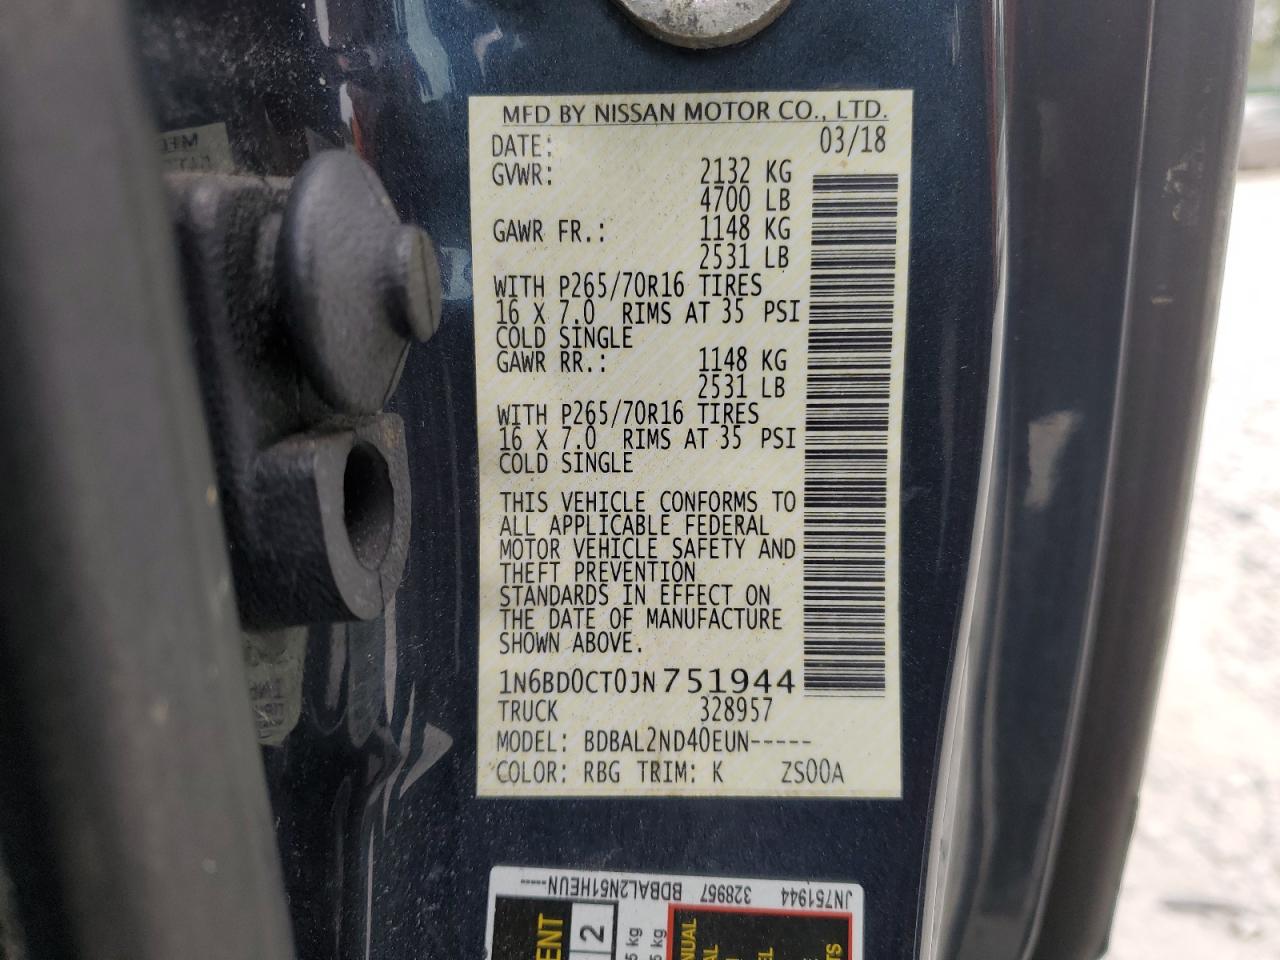 MFD BY NISSAN MOTOR CO., LTD.
DATE: 03/18
GVWR: 2132 KG
4700 LB
GAWR FR.: 1148 KG
2531 LB
WITH P265/70R16 TIRES
16 X 7.0 RIMS AT 35 PSI
COLD SINGLE
GAWR RR.: 1148 KG
2531 LB
WITH P265/70R16 TIRES
16 X 7.0 RIMS AT 35 PSI
COLD SINGLE
THIS VEHICLE CONFORMS TO
ALL APPLICABLE FEDERAL
MOTOR VEHICLE SAFETY AND
THEFT PREVENTION
STANDARDS IN EFFECT ON
THE DATE OF MANUFACTURE
SHOWN ABOVE.
1N6BD0CT0JN751944
TRUCK 328957
MODEL: BDBAL2ND40EUN-----
COLOR: RBG TRIM: K ZS00A
JN751944 328957 BDBAL2N51HEUN----
2
kg
kg